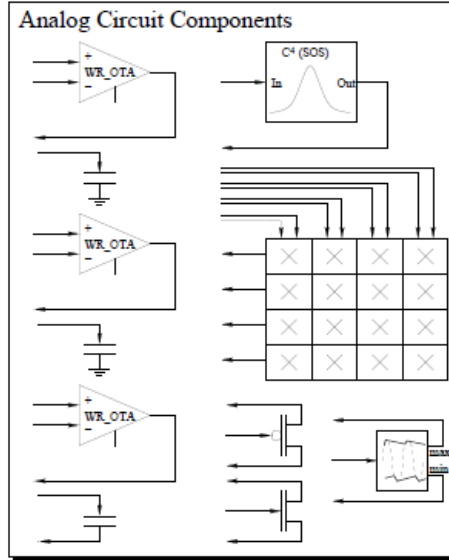 Analog Circuit Components
+
WR_OTA
−
C⁴ (SOS)
In
Out
+
WR_OTA
−
+
WR_OTA
−
max
min